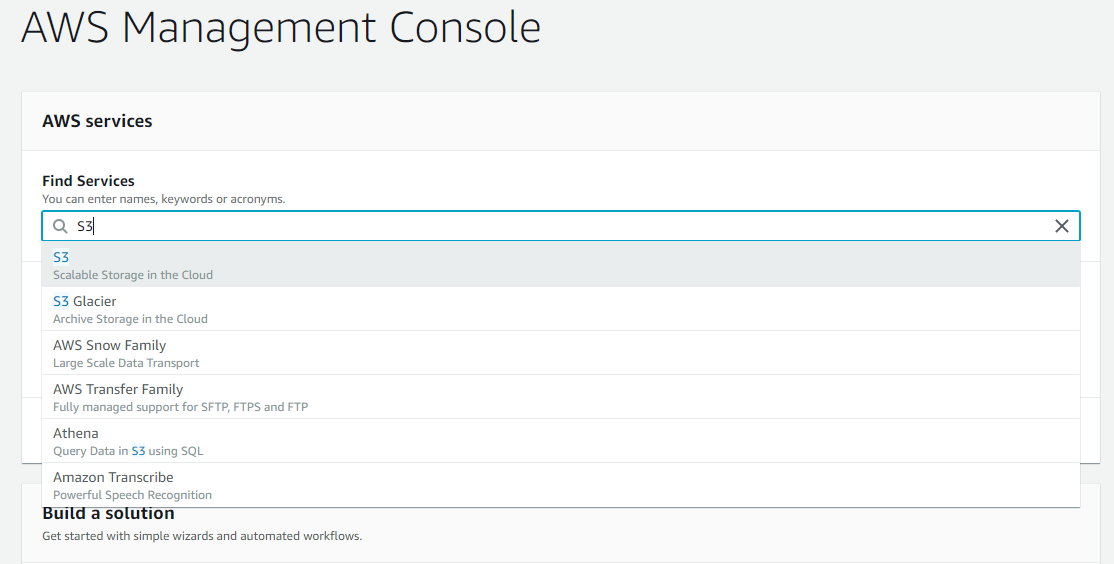 AWS Management Console
AWS services
Find Services
You can enter names, keywords or acronyms.
S3
S3
Scalable Storage in the Cloud
S3 Glacier
Archive Storage in the Cloud
AWS Snow Family
Large Scale Data Transport
AWS Transfer Family
Fully managed support for SFTP, FTPS and FTP
Athena
Query Data in S3 using SQL
Amazon Transcribe
Powerful Speech Recognition
Build a solution
Get started with simple wizards and automated workflows.